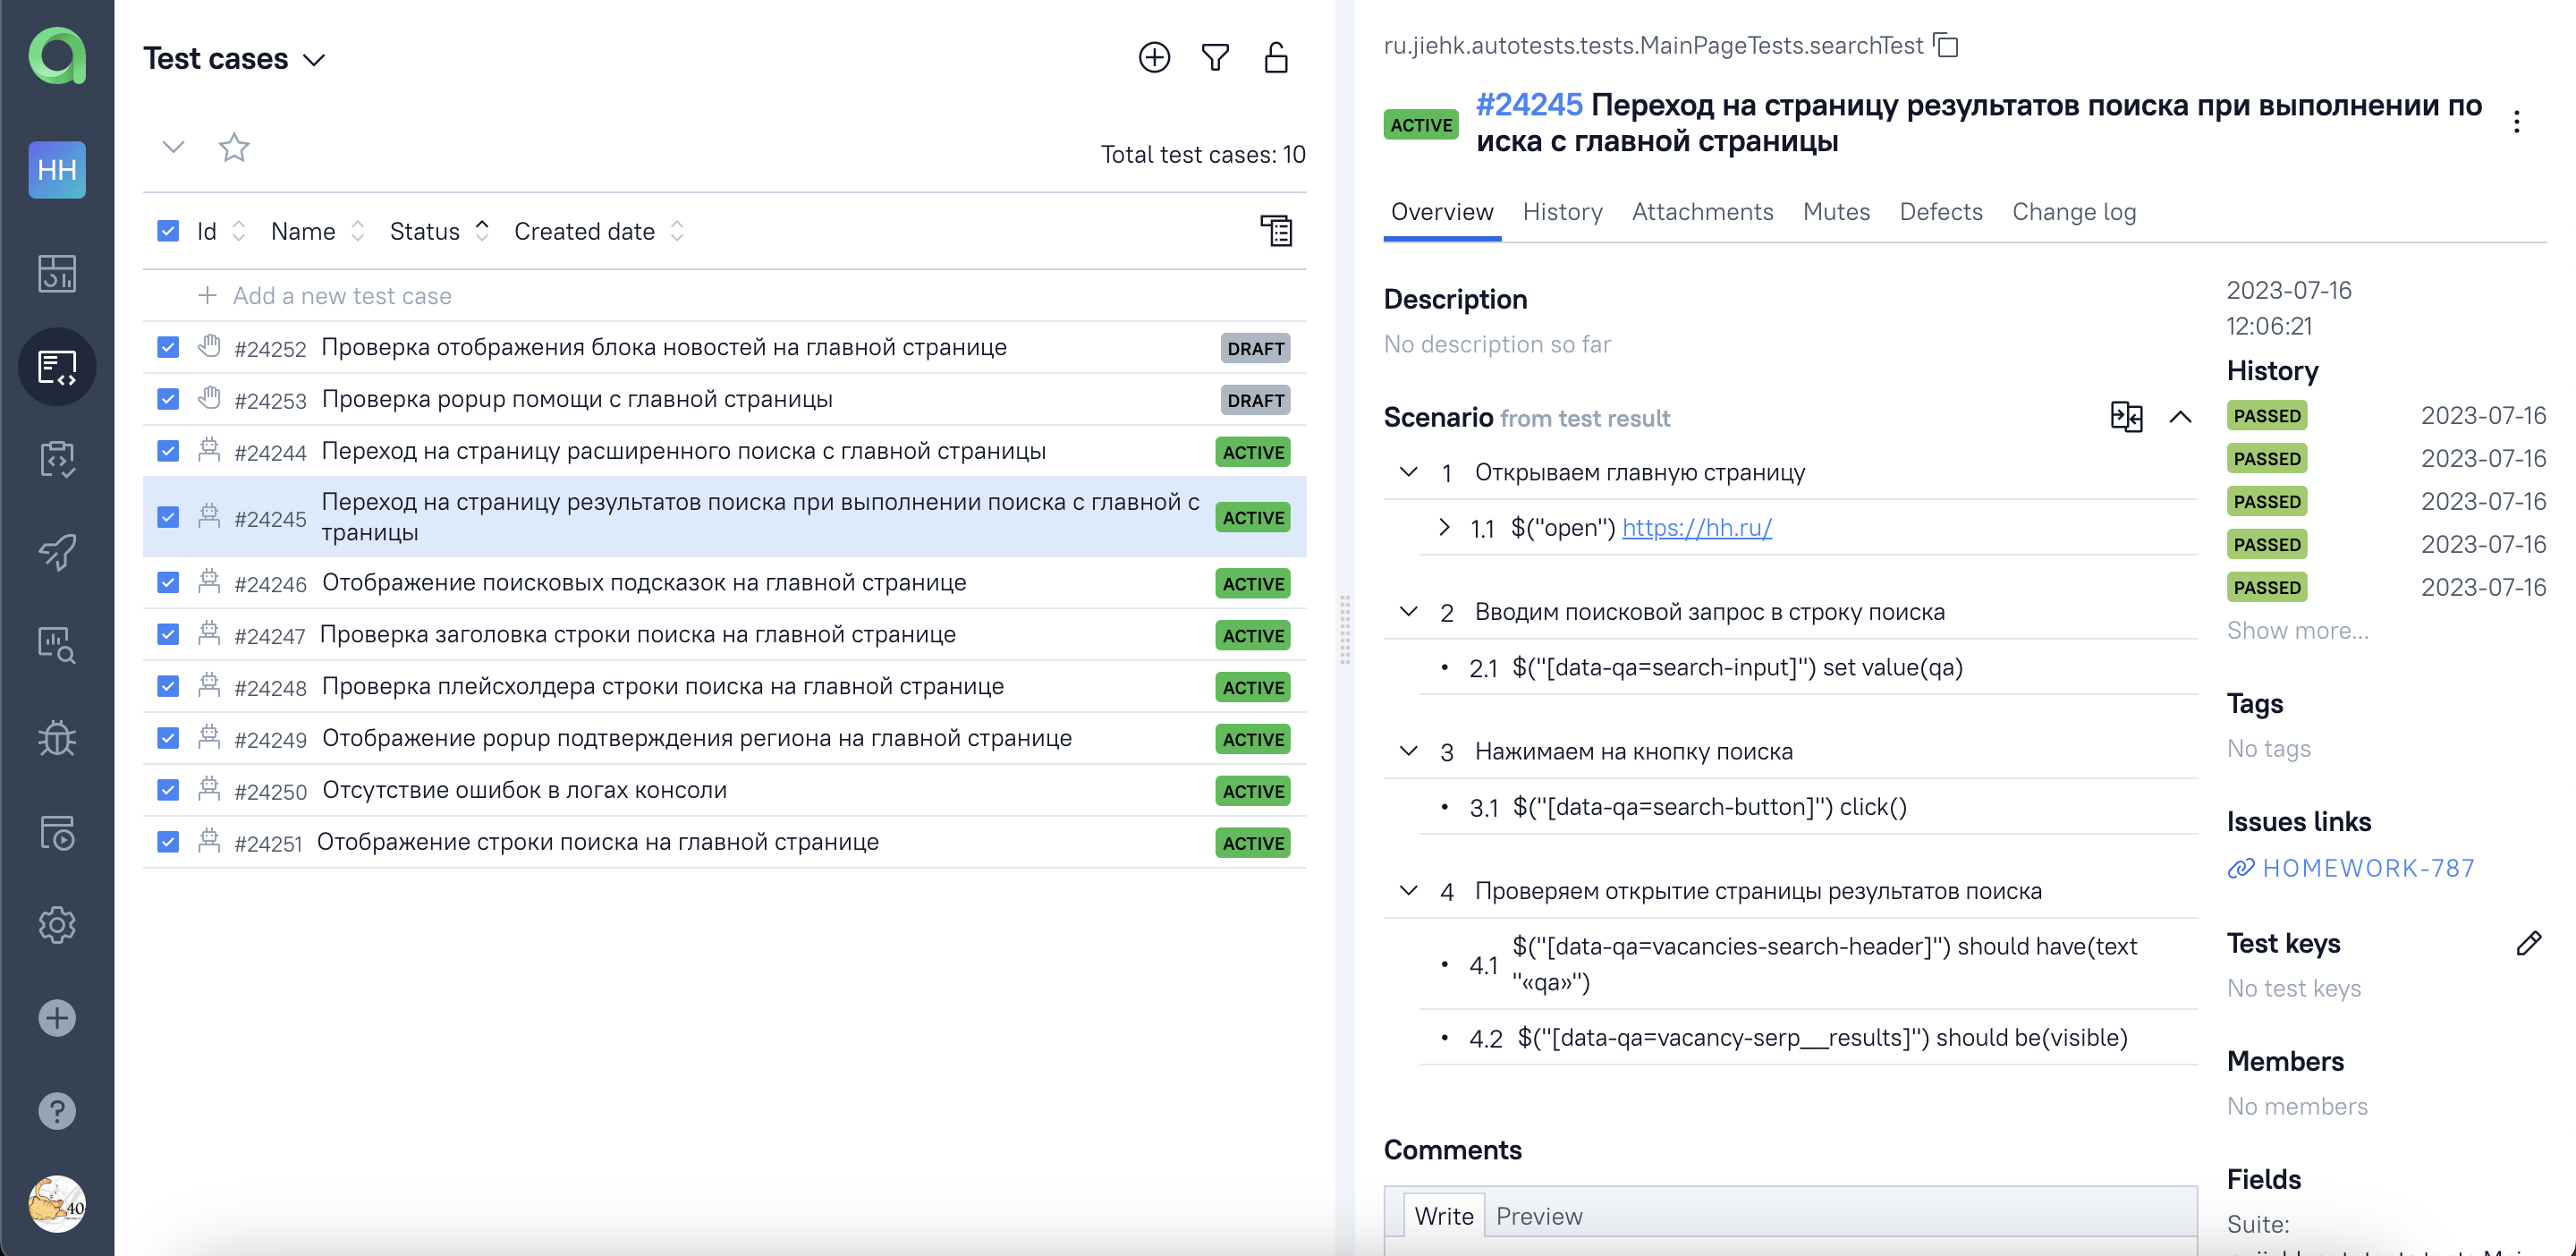 HH
Test cases
Total test cases: 10
Id Name Status Created date
Add a new test case
#24252 Проверка отображения блока новостей на главной странице DRAFT
#24253 Проверка popup помощи с главной страницы DRAFT
#24244 Переход на страницу расширенного поиска с главной страницы ACTIVE
#24245 Переход на страницу результатов поиска при выполнении поиска с главной с
траницы ACTIVE
#24246 Отображение поисковых подсказок на главной странице ACTIVE
#24247 Проверка заголовка строки поиска на главной странице ACTIVE
#24248 Проверка плейсхолдера строки поиска на главной странице ACTIVE
#24249 Отображение popup подтверждения региона на главной странице ACTIVE
#24250 Отсутствие ошибок в логах консоли ACTIVE
#24251 Отображение строки поиска на главной странице ACTIVE
40
ru.jiehk.autotests.tests.MainPageTests.searchTest
ACTIVE #24245 Переход на страницу результатов поиска при выполнении по
иска с главной страницы
Overview History Attachments Mutes Defects Change log
Description
No description so far
Scenario from test result
1 Открываем главную страницу
1.1 $("open") https://hh.ru/
2 Вводим поисковой запрос в строку поиска
2.1 $("[data-qa=search-input]") set value(qa)
3 Нажимаем на кнопку поиска
3.1 $("[data-qa=search-button]") click()
4 Проверяем открытие страницы результатов поиска
4.1 $("[data-qa=vacancies-search-header]") should have(text
"«qa»")
4.2 $("[data-qa=vacancy-serp__results]") should be(visible)
Comments
Write Preview
2023-07-16
12:06:21
History
PASSED 2023-07-16
PASSED 2023-07-16
PASSED 2023-07-16
PASSED 2023-07-16
PASSED 2023-07-16
Show more...
Tags
No tags
Issues links
HOMEWORK-787
Test keys
No test keys
Members
No members
Fields
Suite: